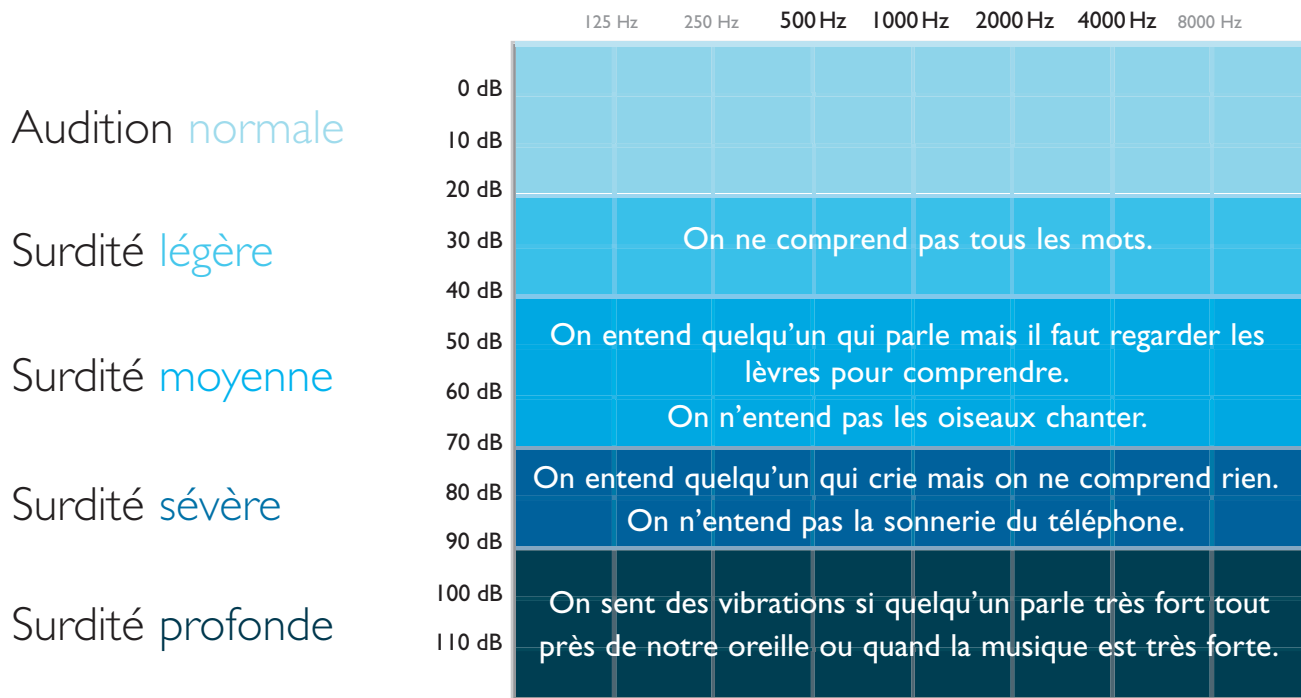 125 Hz 250 Hz 500 Hz 1000 Hz 2000 Hz 4000 Hz 8000 Hz
0 dB
Audition normale
10 dB
20 dB
Surdité légère
30 dB
On ne comprend pas tous les mots.
40 dB
50 dB
On entend quelqu’un qui parle mais il faut regarder les
lèvres pour comprendre.
Surdité moyenne
60 dB
On n’entend pas les oiseaux chanter.
70 dB
On entend quelqu’un qui crie mais on ne comprend rien.
Surdité sévère
80 dB
On n’entend pas la sonnerie du téléphone.
90 dB
100 dB
On sent des vibrations si quelqu’un parle très fort tout
Surdité profonde
110 dB
près de notre oreille ou quand la musique est très forte.